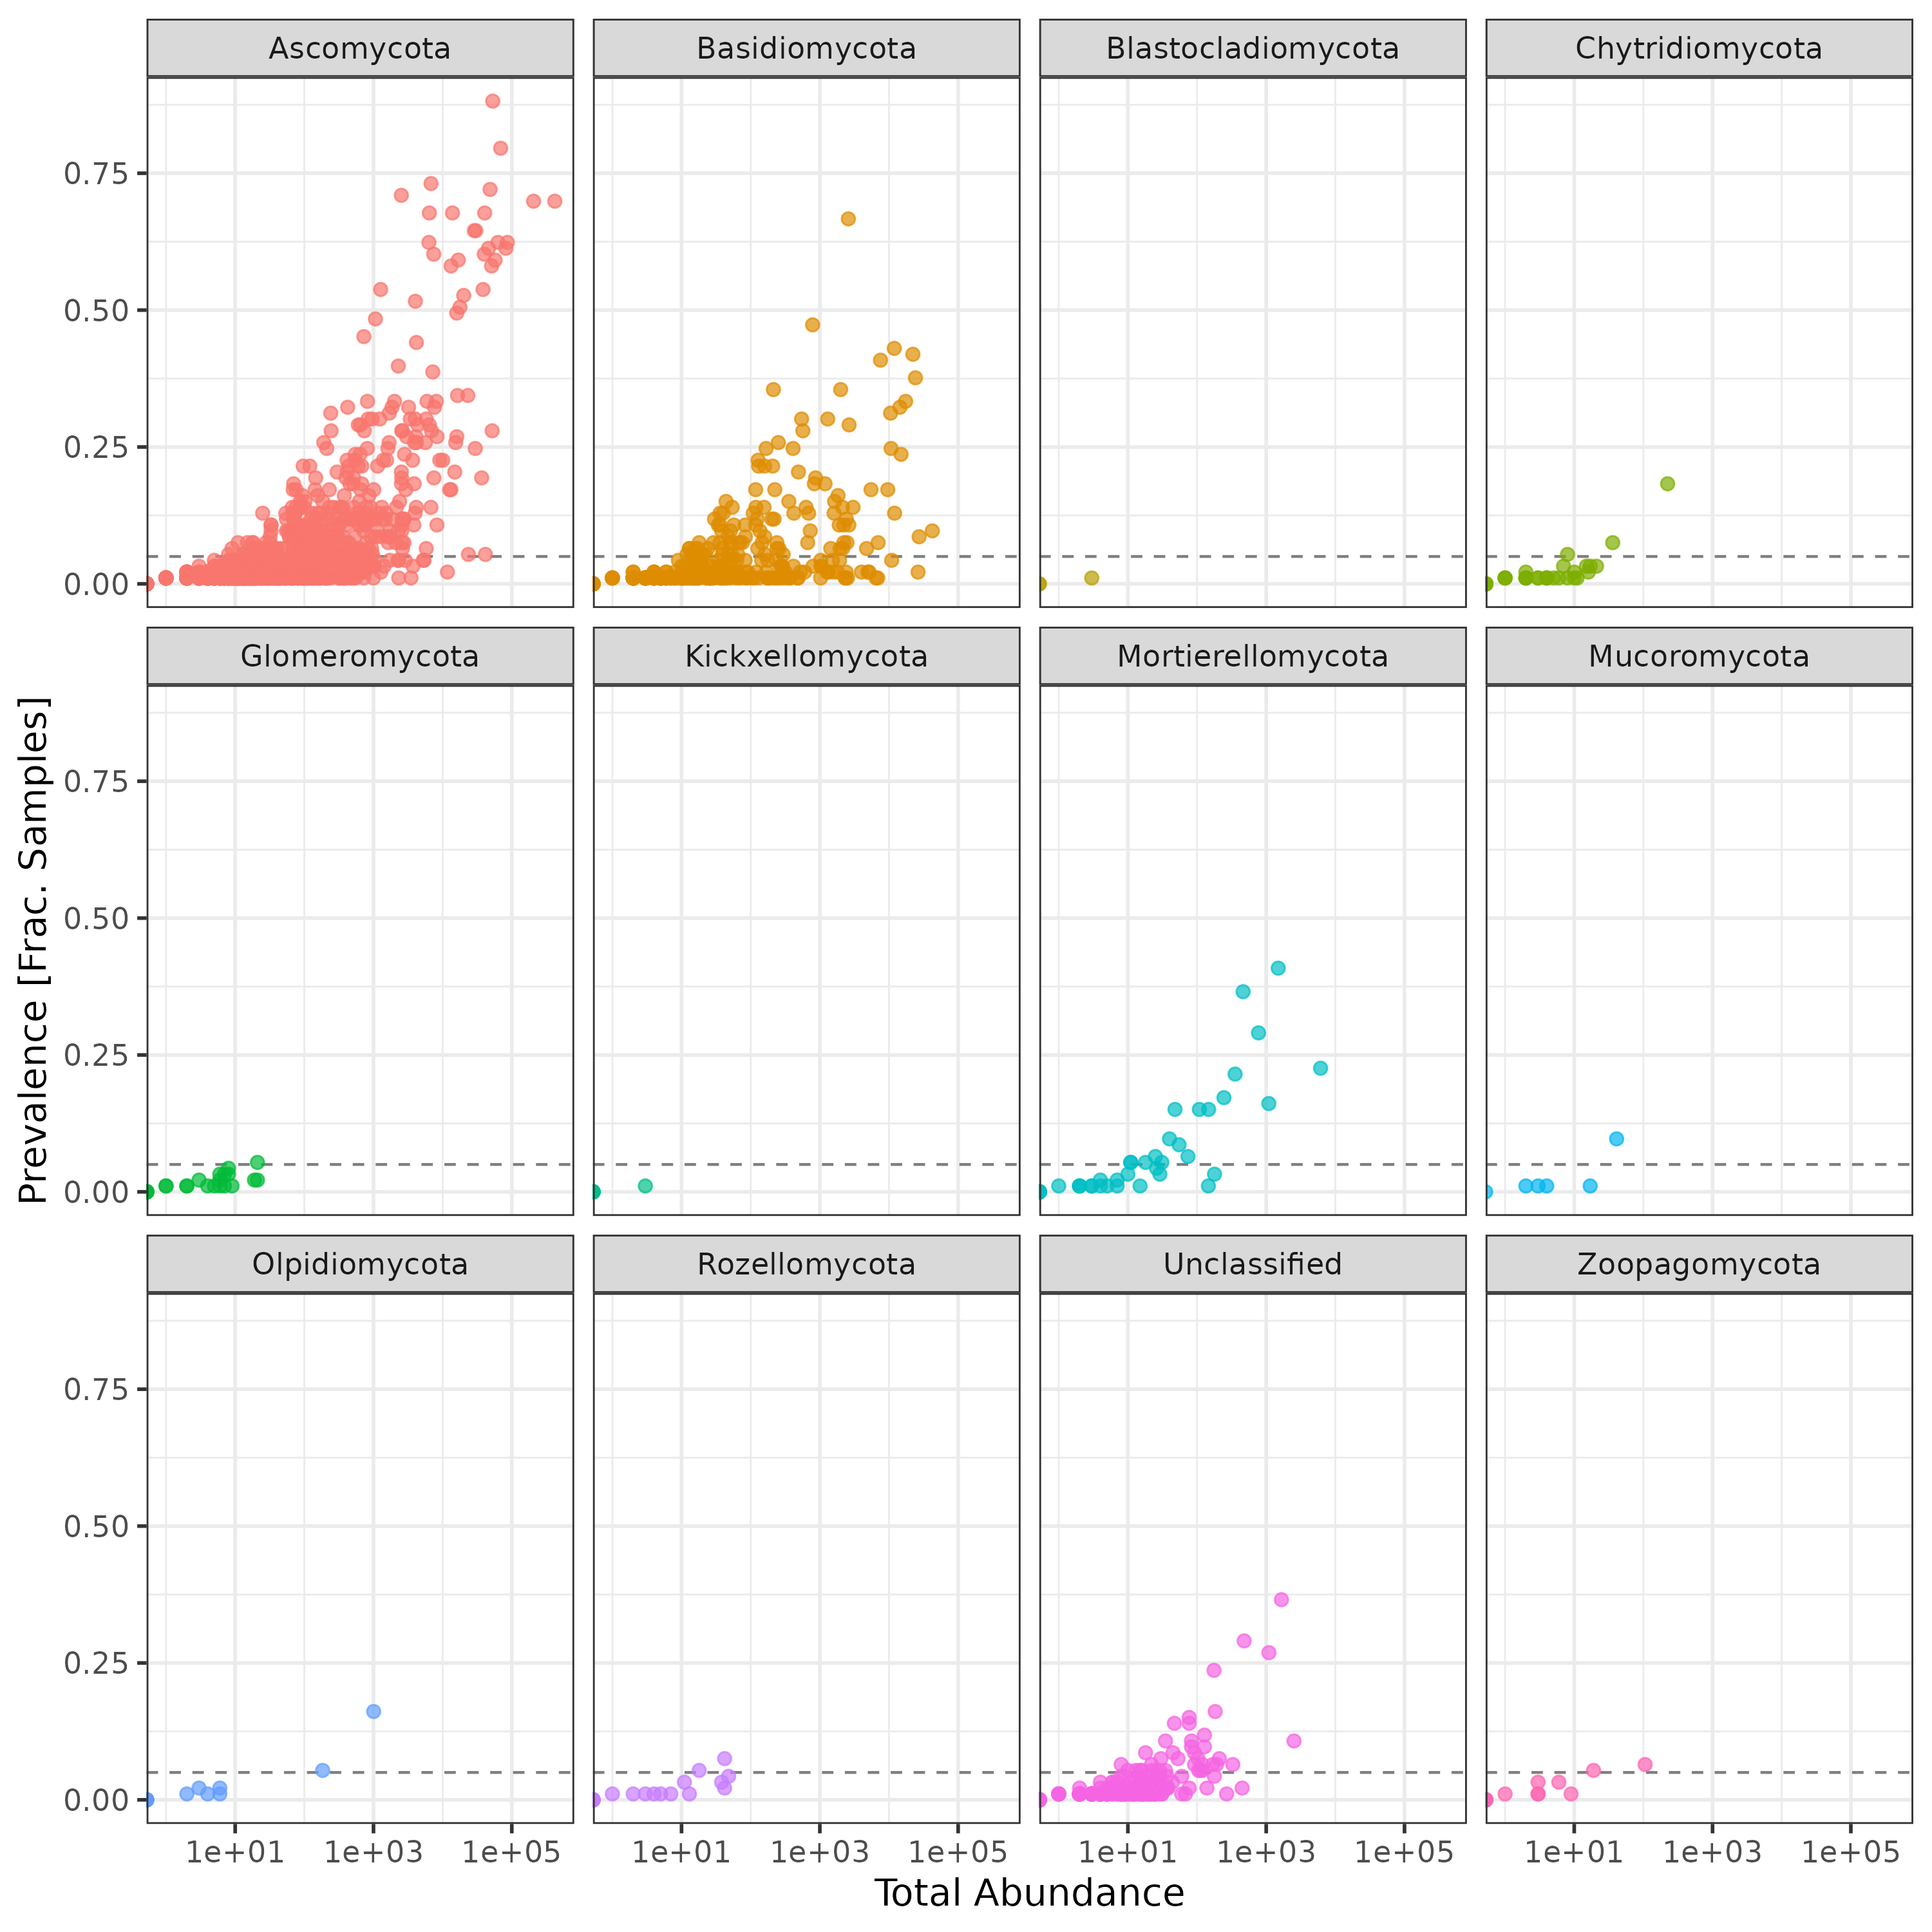 Ascomycota Basidiomycota Blastocladiomycota Chytridiomycota
0.75
0.50
0.25
0.00
Glomeromycota Kickxellomycota Mortierellomycota Mucoromycota
0.75
0.50
0.25
0.00
Prevalence [Frac. Samples]
Olpidiomycota Rozellomycota Unclassified Zoopagomycota
0.75
0.50
0.25
0.00
1e+01 1e+03 1e+05 1e+01 1e+03 1e+05 1e+01 1e+03 1e+05 1e+01 1e+03 1e+05
Total Abundance